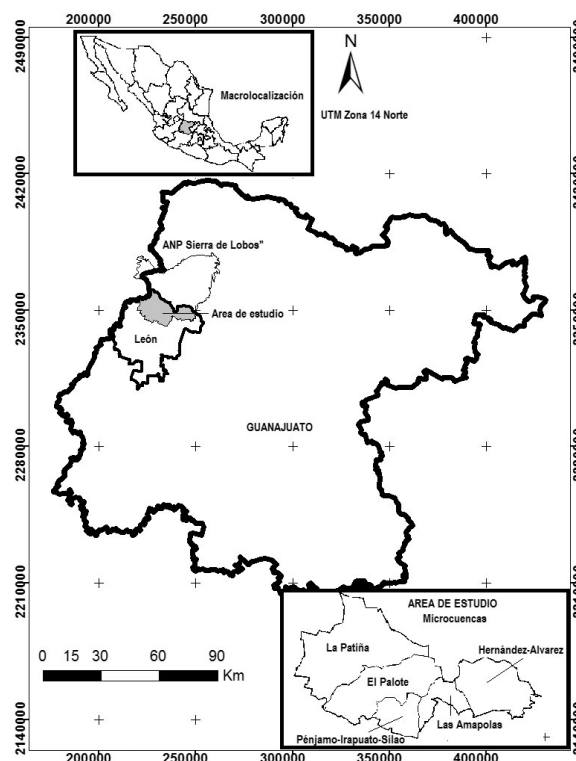 200000 250000 300000 350000 400000
2490000
N
Macrolocalización
UTM Zona 14 Norte
2420000
ANP Sierra de Lobos"
2350000
Area de estudio
León
GUANAJUATO
2280000
2210000
AREA DE ESTUDIO
Microcuencas
La Patiña
Hernández-Alvarez
El Palote
0 15 30 60 90
Km
Las Amapolas
Pénjamo-Irapuato-Silao
2140000
200000 250000 300000 350000 400000